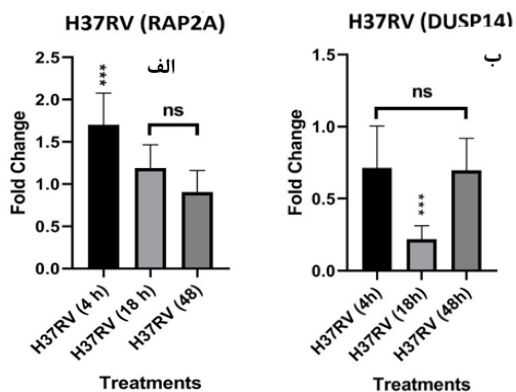 H37RV (RAP2A)
الف
***
ns
Fold Change
2.5
2.0
1.5
1.0
0.5
0.0
H37RV (4 h)
H37RV (18 h)
H37RV (48)
Treatments
H37RV (DUSP14)
ب
ns
***
Fold Change
1.5
1.0
0.5
0.0
H37RV (4h)
H37RV (18h)
H37RV (48h)
Treatments